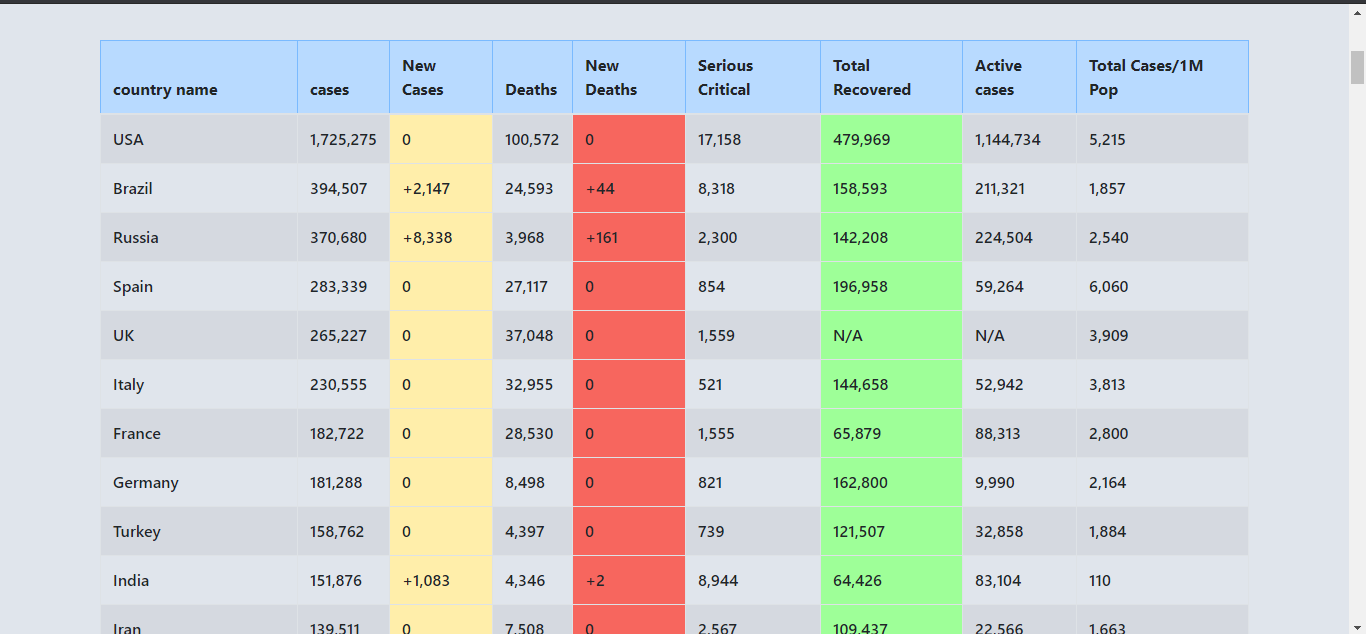 country name cases New Cases Deaths New Deaths Serious Critical Total Recovered Active cases Total Cases/1M Pop
USA 1,725,275 0 100,572 0 17,158 479,969 1,144,734 5,215
Brazil 394,507 +2,147 24,593 +44 8,318 158,593 211,321 1,857
Russia 370,680 +8,338 3,968 +161 2,300 142,208 224,504 2,540
Spain 283,339 0 27,117 0 854 196,958 59,264 6,060
UK 265,227 0 37,048 0 1,559 N/A N/A 3,909
Italy 230,555 0 32,955 0 521 144,658 52,942 3,813
France 182,722 0 28,530 0 1,555 65,879 88,313 2,800
Germany 181,288 0 8,498 0 821 162,800 9,990 2,164
Turkey 158,762 0 4,397 0 739 121,507 32,858 1,884
India 151,876 +1,083 4,346 +2 8,944 64,426 83,104 110
Iran 139,511 0 7,508 0 2,567 109,437 22,566 1,663